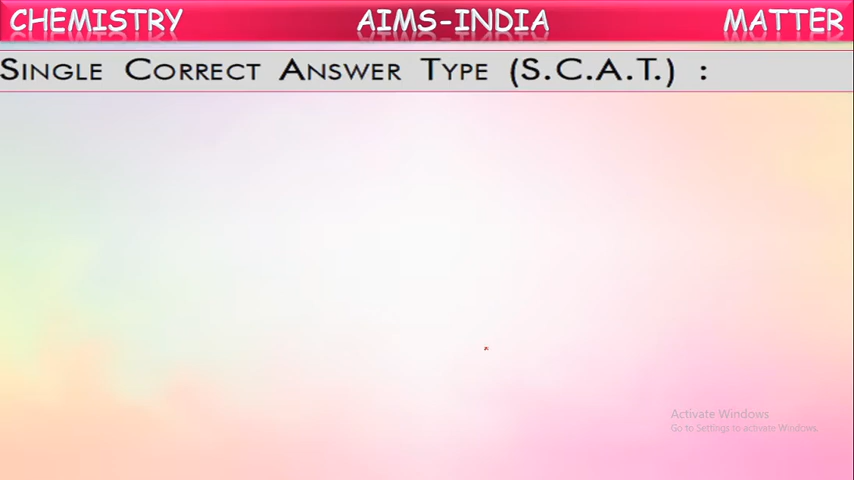 CHEMISTRY AIMS-INDIA MATTER
SINGLE CORRECT ANSWER TYPE (S.C.A.T.) :
Activate Windows
Go to Settings to activate Windows.